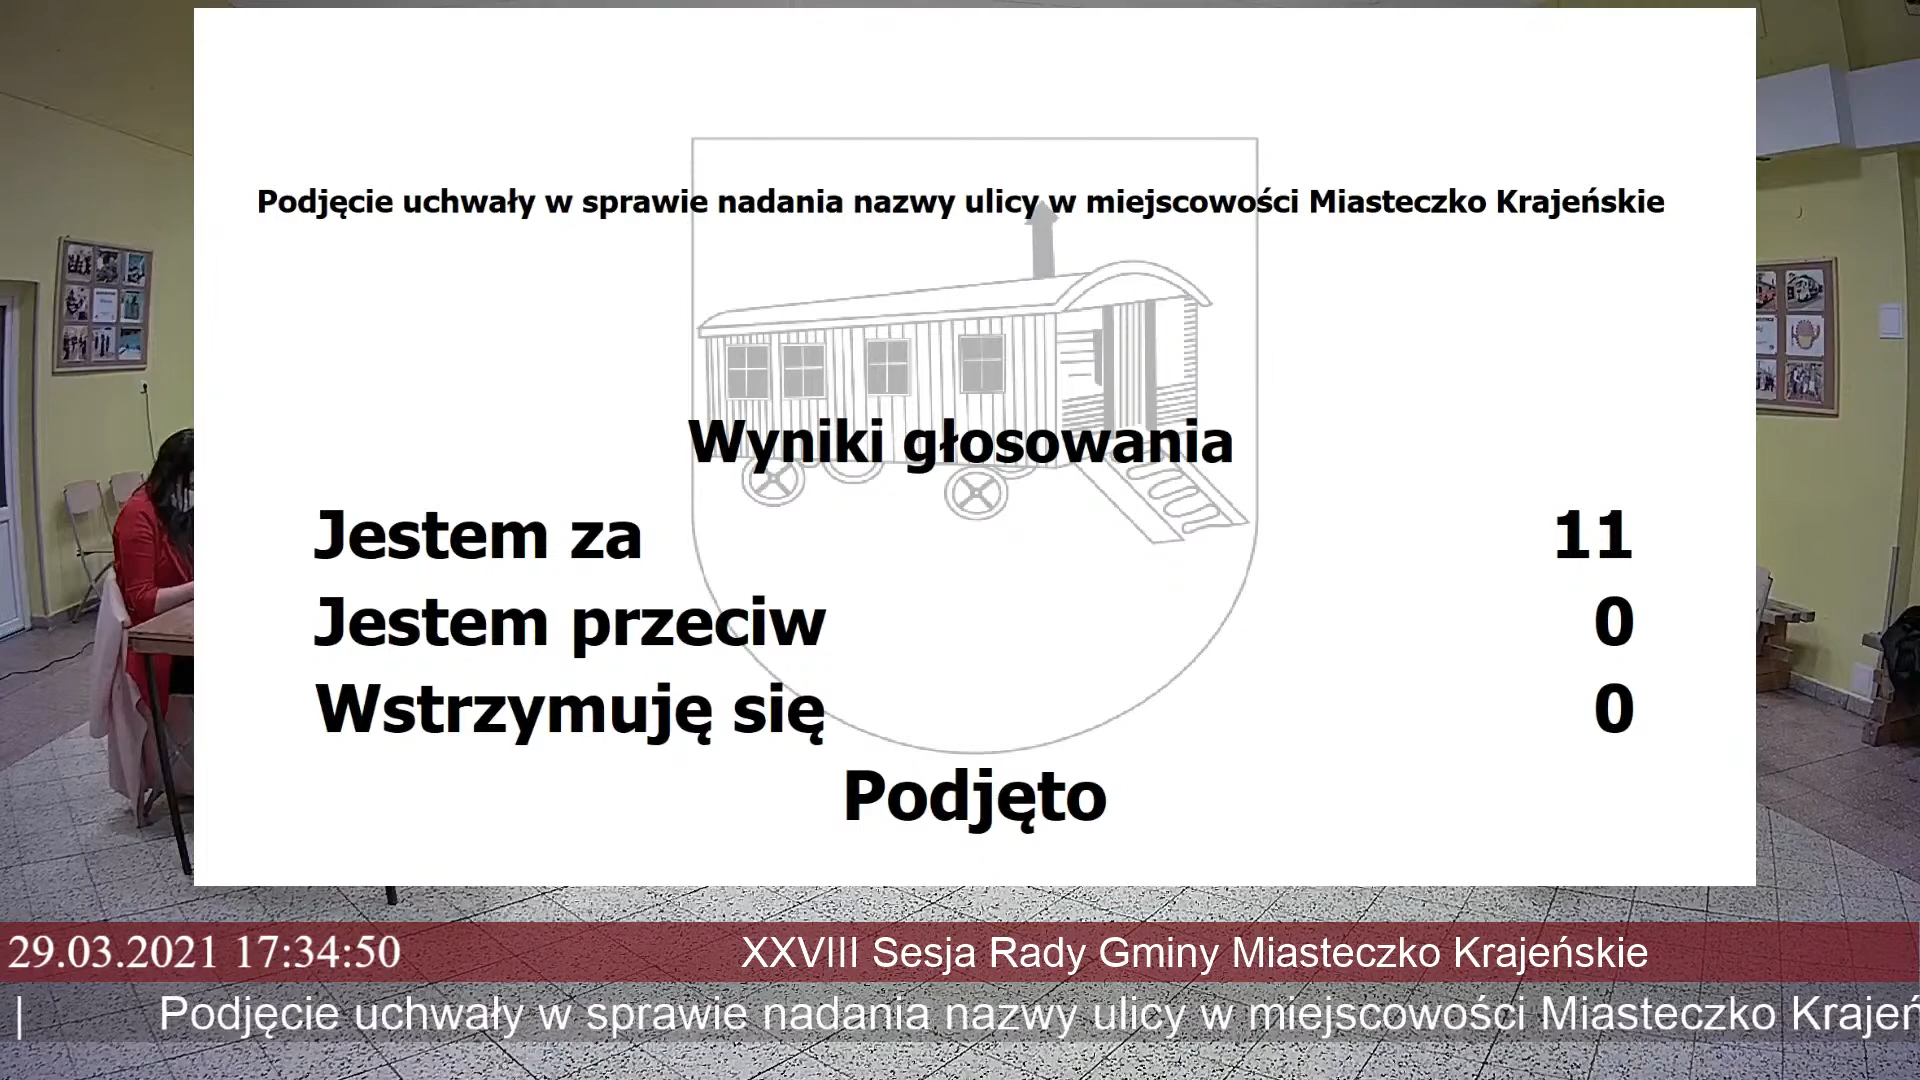 Podjęcie uchwały w sprawie nadania nazwy ulicy w miejscowości Miasteczko Krajeńskie
Wyniki głosowania
Jestem za 11
Jestem przeciw 0
Wstrzymuję się 0
Podjęto
29.03.2021 17:34:50 XXVIII Sesja Rady Gminy Miasteczko Krajeńskie
| Podjęcie uchwały w sprawie nadania nazwy ulicy w miejscowości Miasteczko Krajeń